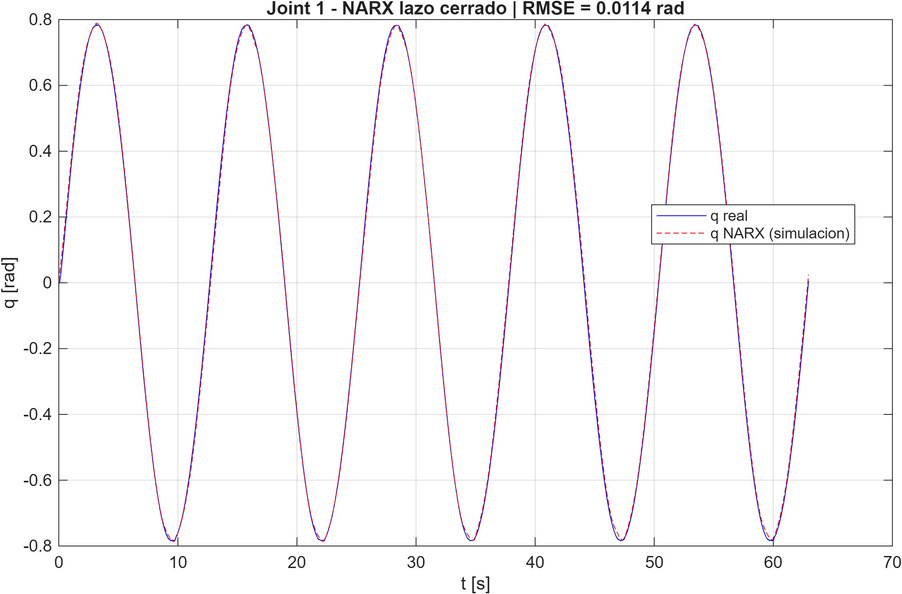 Joint 1 - NARX lazo cerrado | RMSE = 0.0114 rad
0.8
0.6
0.4
0.2
0
-0.2
-0.4
-0.6
-0.8
q [rad]
q real
q NARX (simulacion)
0 10 20 30 40 50 60 70
t [s]